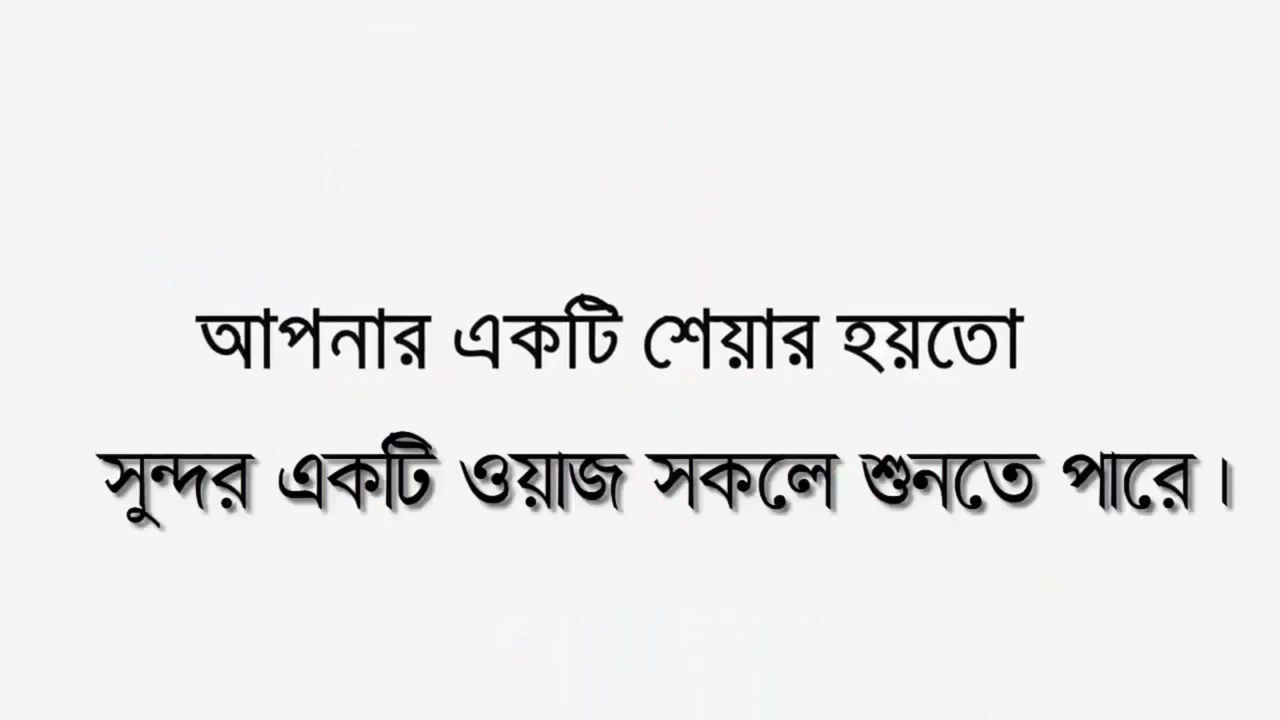 আপনার একটি শেয়ার হয়তো
সুন্দর একটি ওয়াজ সকলে শুনতে পারে।